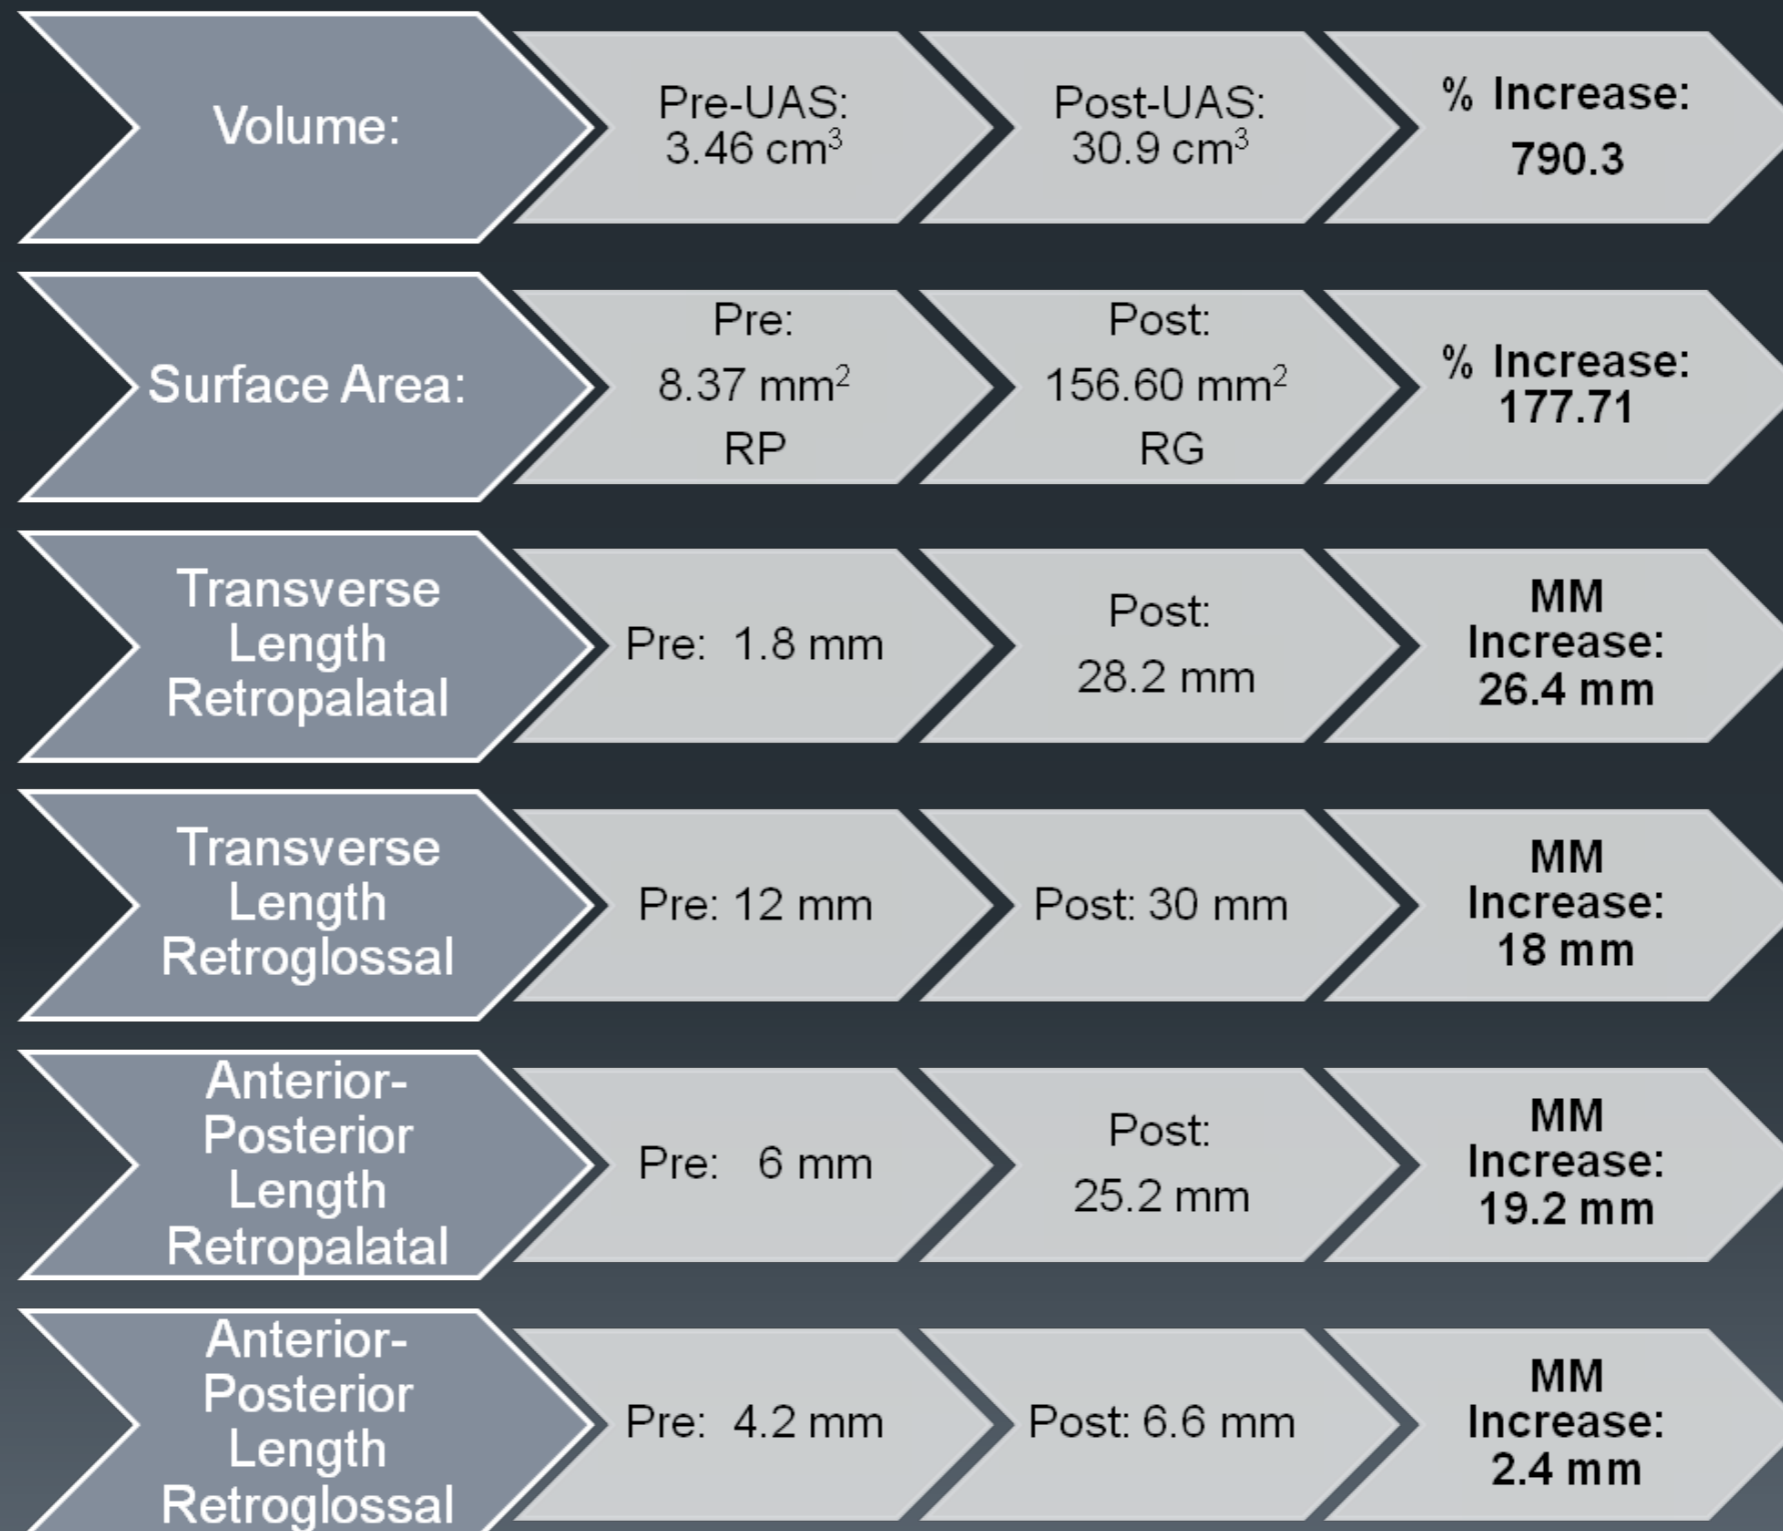 Volume:
Pre-UAS:
3.46 cm³
Post-UAS:
30.9 cm³
% Increase:
790.3
Surface Area:
Pre:
8.37 mm²
RP
Post:
156.60 mm²
RG
% Increase:
177.71
Transverse
Length
Retropalatal
Pre: 1.8 mm
Post:
28.2 mm
MM
Increase:
26.4 mm
Transverse
Length
Retroglossal
Pre: 12 mm
Post: 30 mm
MM
Increase:
18 mm
Anterior-
Posterior
Length
Retropalatal
Pre: 6 mm
Post:
25.2 mm
MM
Increase:
19.2 mm
Anterior-
Posterior
Length
Retroglossal
Pre: 4.2 mm
Post: 6.6 mm
MM
Increase:
2.4 mm